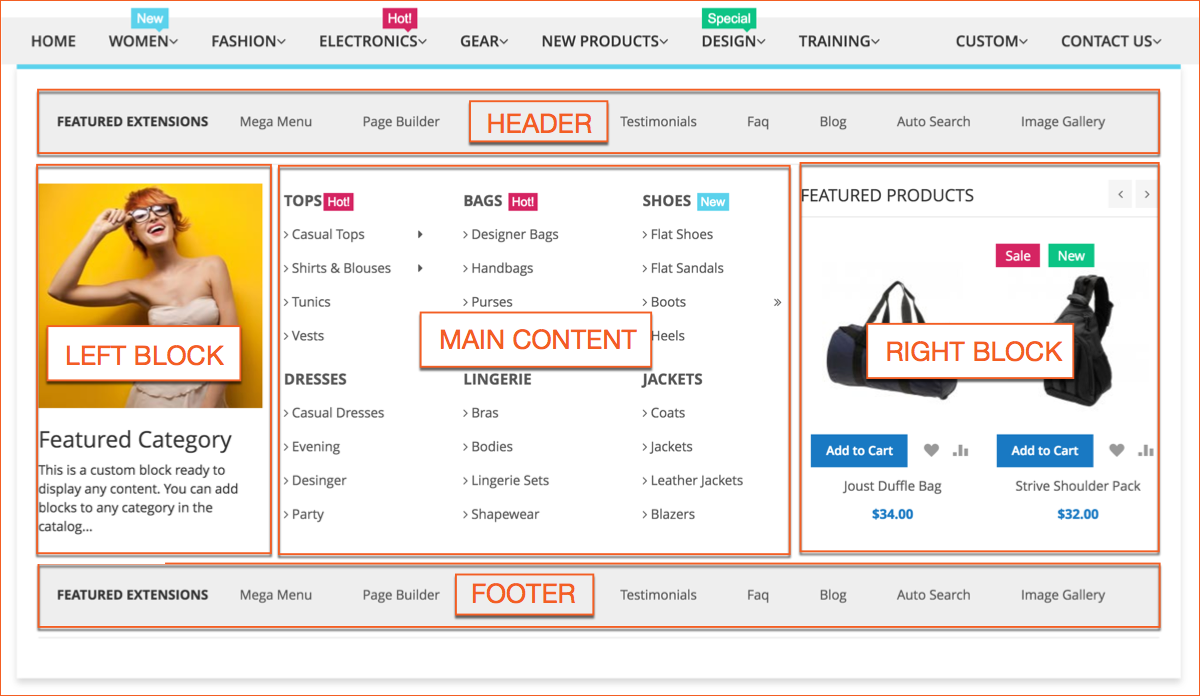 New
Hot!
Special
HOME WOMEN FASHION ELECTRONICS GEAR NEW PRODUCTS DESIGN TRAINING CUSTOM CONTACT US
FEATURED EXTENSIONS Mega Menu Page Builder HEADER Testimonials Faq Blog Auto Search Image Gallery
LEFT BLOCK
Featured Category
This is a custom block ready to
display any content. You can add
blocks to any category in the
catalog...
TOPS Hot!
Casual Tops
Shirts & Blouses
Tunics
Vests
BAGS Hot!
Designer Bags
Handbags
Purses
SHOES New
Flat Shoes
Flat Sandals
Boots
Heels
MAIN CONTENT
DRESSES
Casual Dresses
Evening
Desinger
Party
LINGERIE
Bras
Bodies
Lingerie Sets
Shapewear
JACKETS
Coats
Jackets
Leather Jackets
Blazers
FEATURED PRODUCTS
Sale New
RIGHT BLOCK
Add to Cart
Joust Duffle Bag
$34.00
Add to Cart
Strive Shoulder Pack
$32.00
FEATURED EXTENSIONS Mega Menu Page Builder FOOTER Testimonials Faq Blog Auto Search Image Gallery